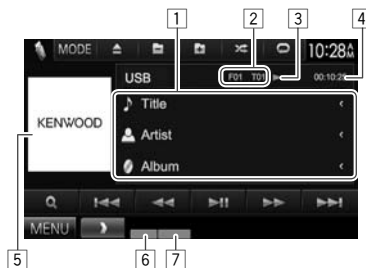 1 2 3 4
MODE 10:28
USB F01 T01 00:10:29
Title
KENWOOD
Artist
Album
MENU
5 6 7